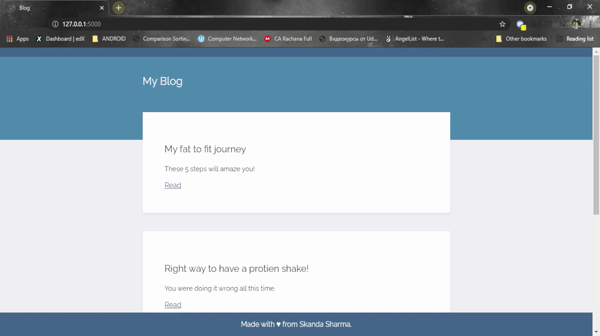 Blog
127.0.0.1:5000
Apps
Dashboard | edX
ANDROID
Comparison Sortin...
Computer Network...
CA Rachana Full
Видеокурсы от Ud...
AngelList - Where t...
Other bookmarks
Reading list
My Blog
My fat to fit journey
These 5 steps will amaze you!
Read
Right way to have a protien shake!
You were doing it wrong all this time.
Read
Made with ♥ from Skanda Sharma.